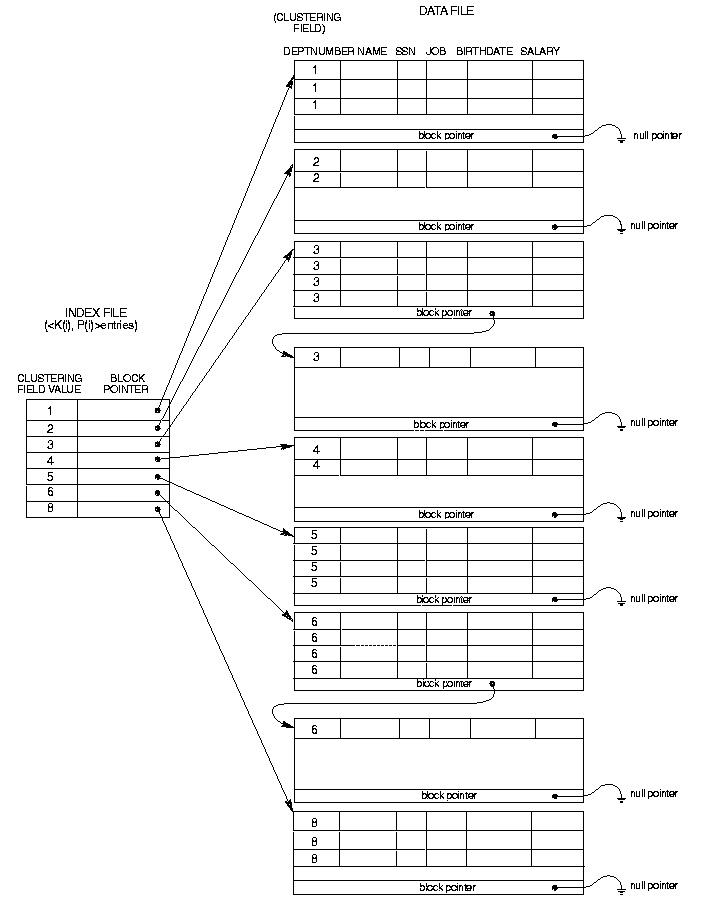 DATA FILE
(CLUSTERING
FIELD)
DEPTNUMBER NAME SSN JOB BIRTHDATE SALARY
1
1
1
block pointer null pointer
2
2
block pointer null pointer
3
3
3
3
block pointer
3
block pointer null pointer
4
4
block pointer null pointer
5
5
5
5
block pointer null pointer
6
6
6
6
block pointer
6
block pointer null pointer
8
8
8
block pointer null pointer
INDEX FILE
(<K(i), P(i)>entries)
CLUSTERING BLOCK
FIELD VALUE POINTER
1
2
3
4
5
6
8